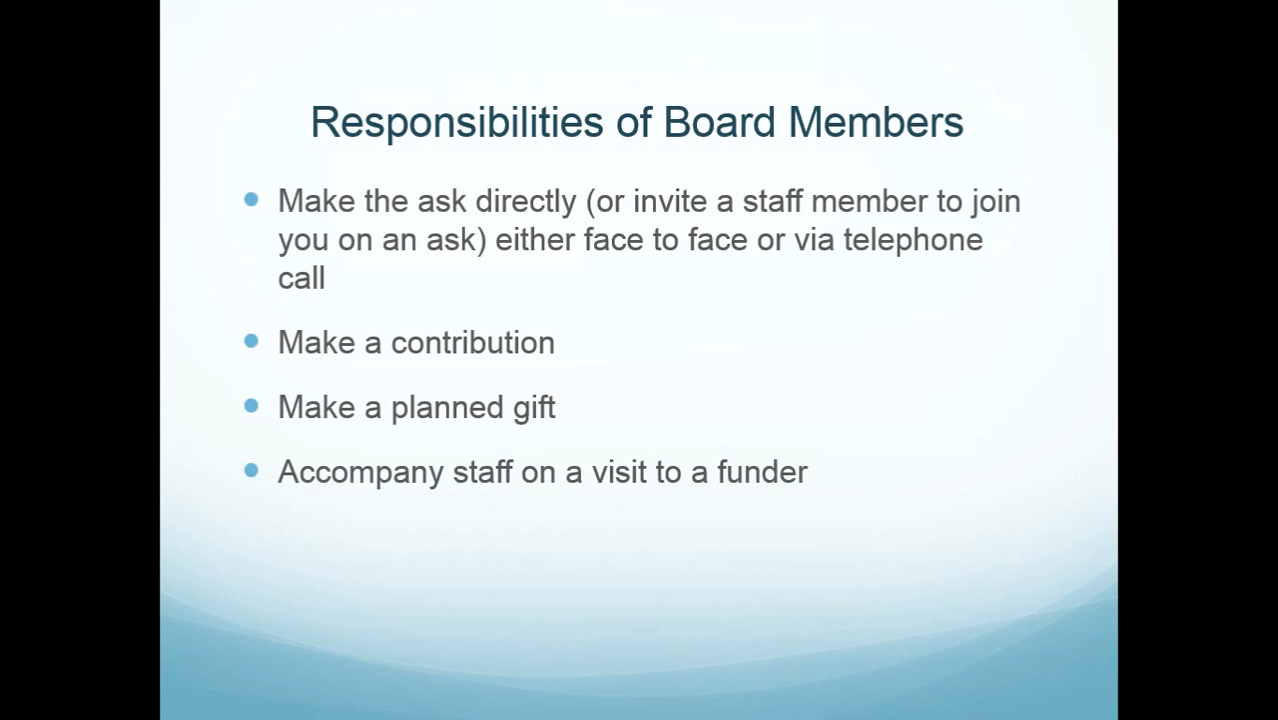 Responsibilities of Board Members
Make the ask directly (or invite a staff member to join
you on an ask) either face to face or via telephone
call
Make a contribution
Make a planned gift
Accompany staff on a visit to a funder